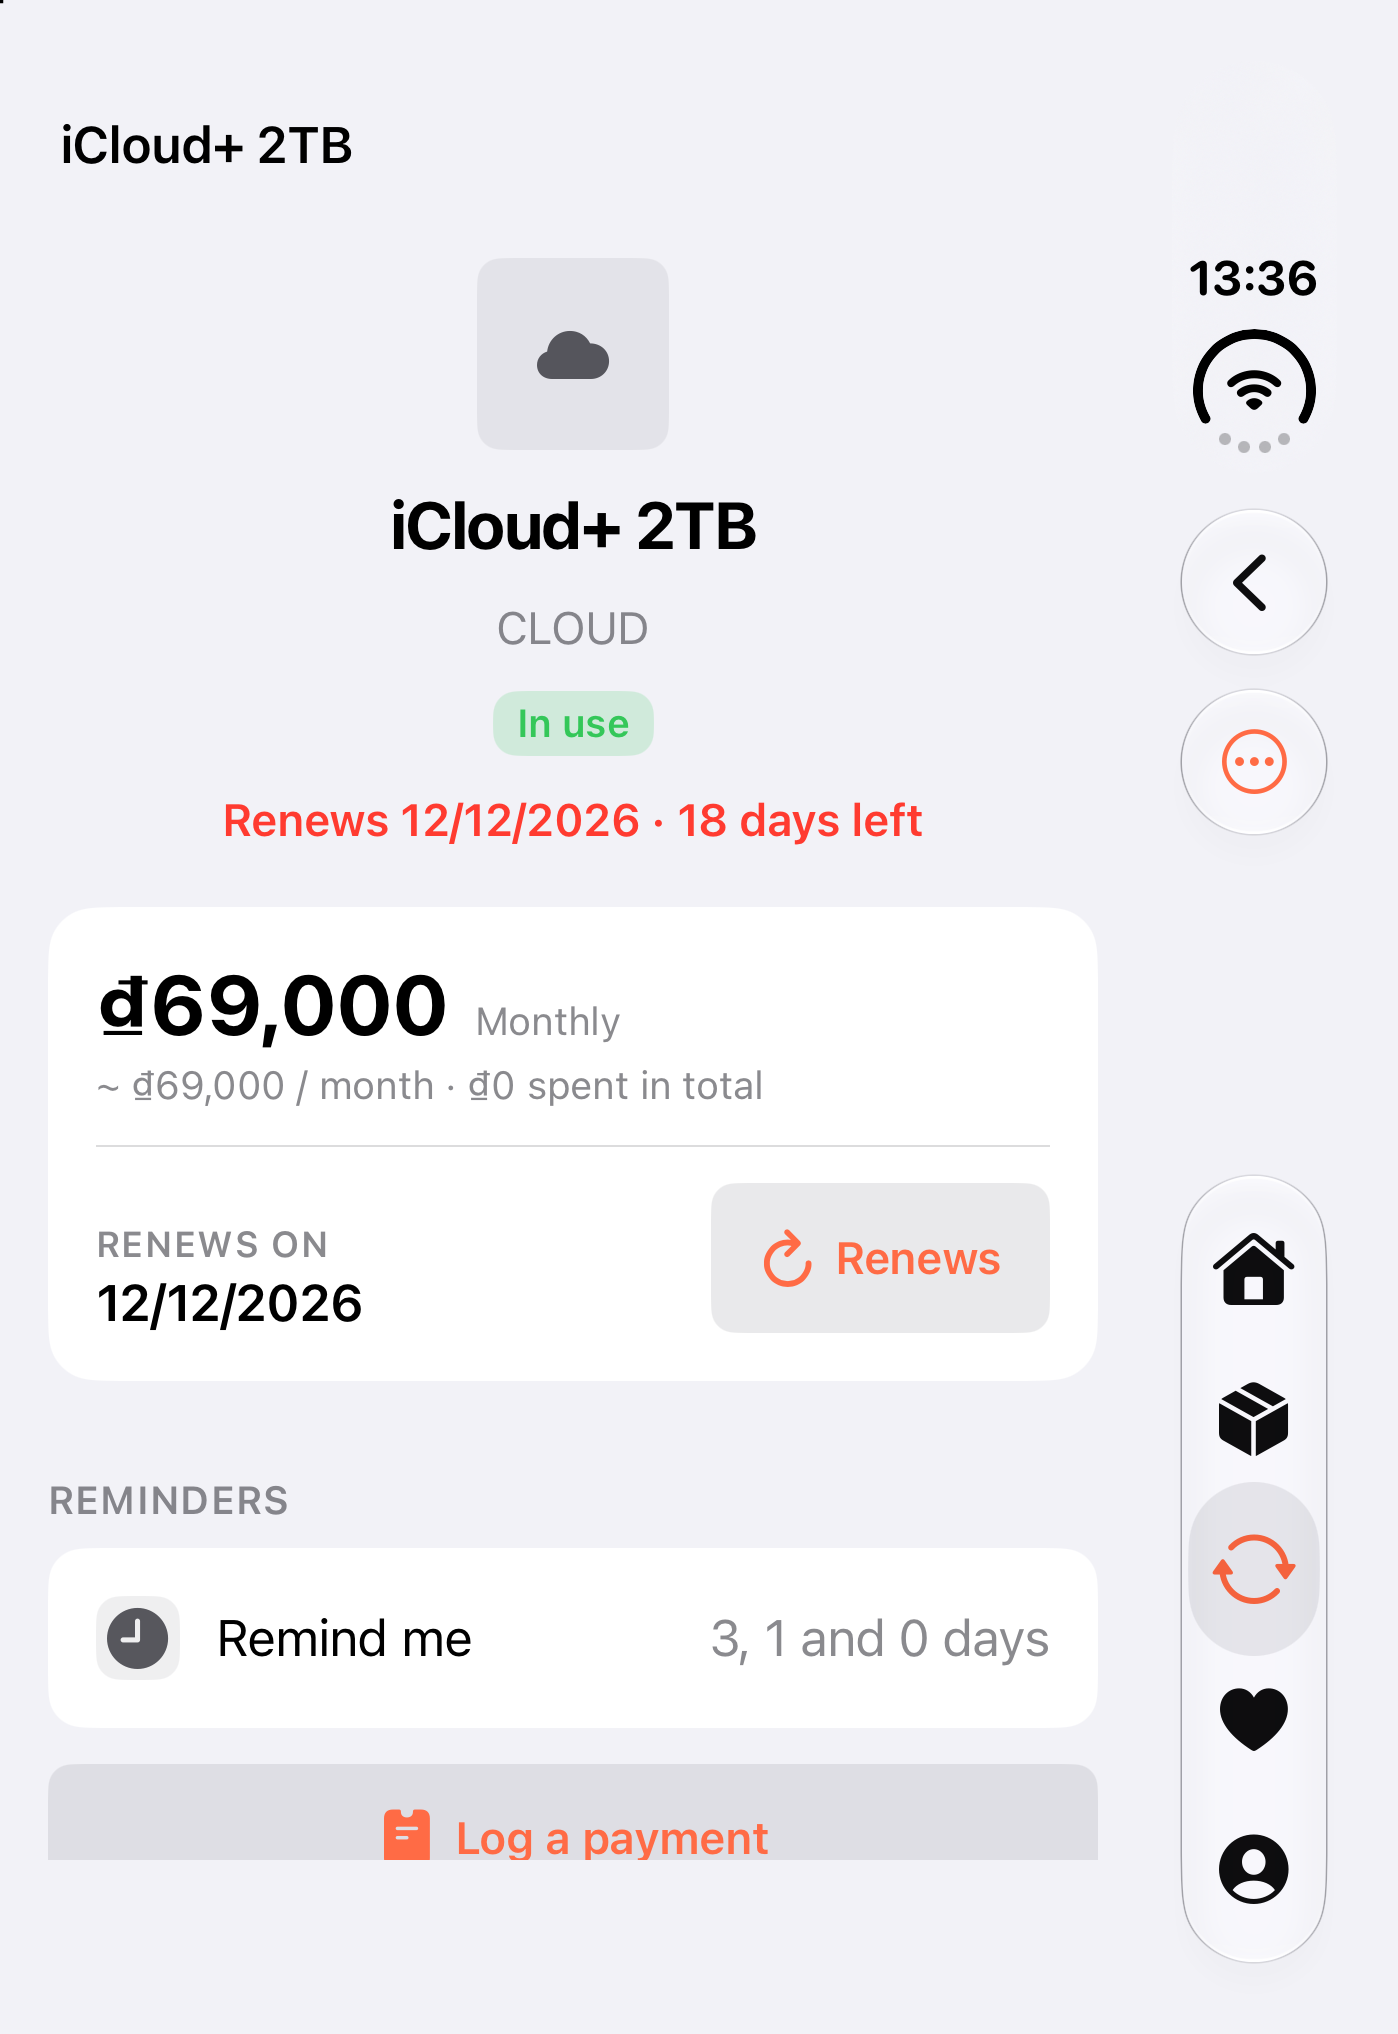 iCloud+ 2TB
13:36
iCloud+ 2TB
CLOUD
In use
Renews 12/12/2026 · 18 days left
₫69,000 Monthly
~ ₫69,000 / month · ₫0 spent in total
RENEWS ON
12/12/2026
Renews
REMINDERS
Remind me 3, 1 and 0 days
Log a payment